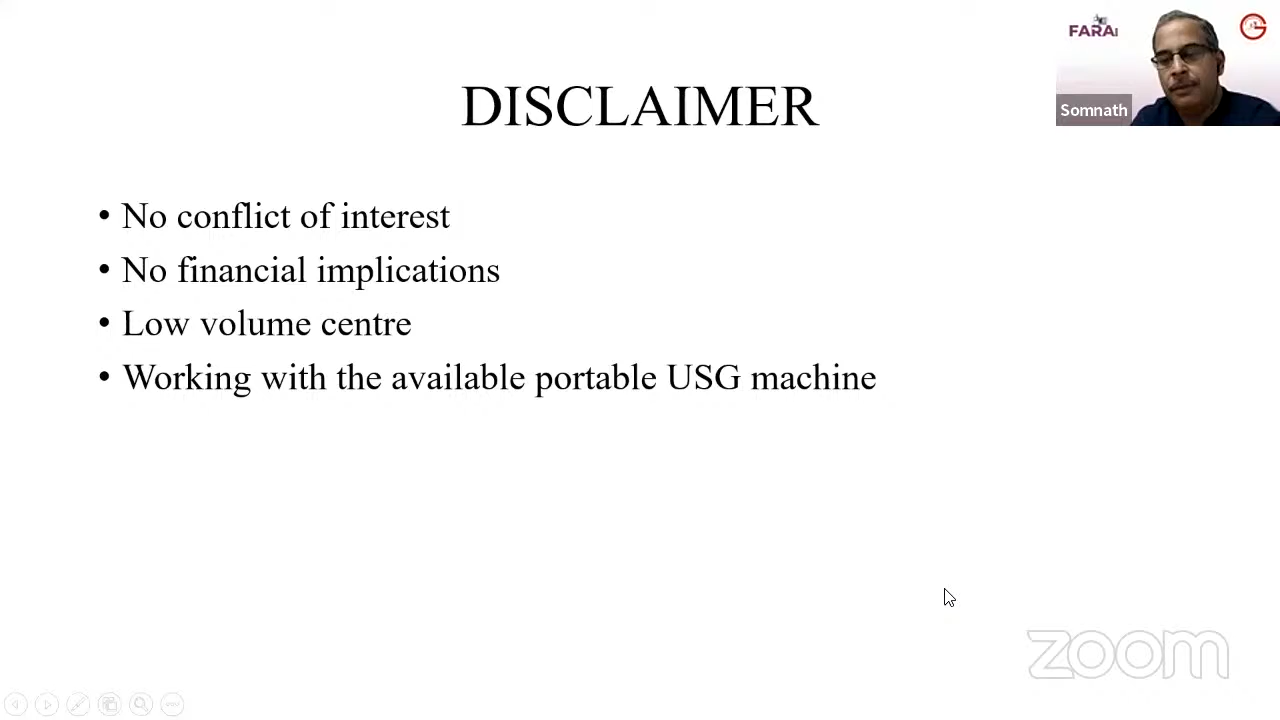 FARA
Somnath
DISCLAIMER
• No conflict of interest
• No financial implications
• Low volume centre
• Working with the available portable USG machine
zoom